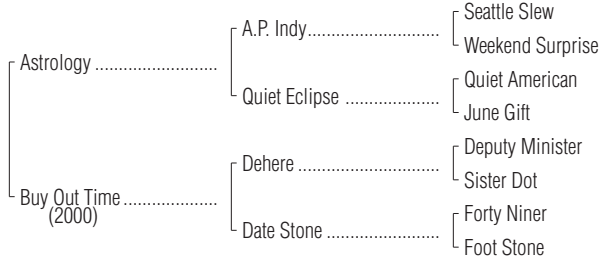 Seattle Slew
A.P. Indy..............................
Weekend Surprise
Astrology ..........................
Quiet American
Quiet Eclipse ....................
June Gift
Deputy Minister
Dehere ..............................
Sister Dot
Buy Out Time....................
(2000)
Forty Niner
Date Stone ........................
Foot Stone